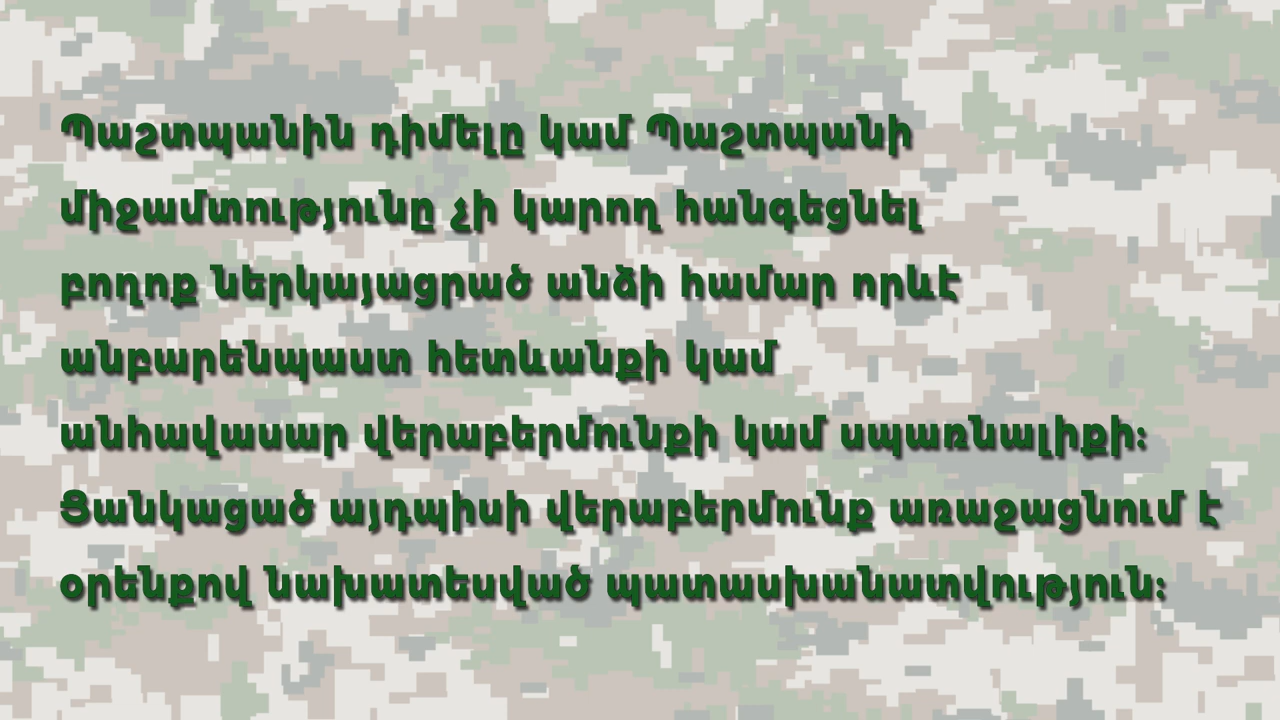 Պաշտպանին դիմելը կամ Պաշտպանի
միջամտությունը չի կարող հանգեցնել
բողոք ներկայացրած անձի համար որևէ
անբարենպաստ հետևանքի կամ
անհավասար վերաբերմունքի կամ սպառնալիքի։
Ցանկացած այդպիսի վերաբերմունք առաջացնում է
օրենքով նախատեսված պատասխանատվություն։